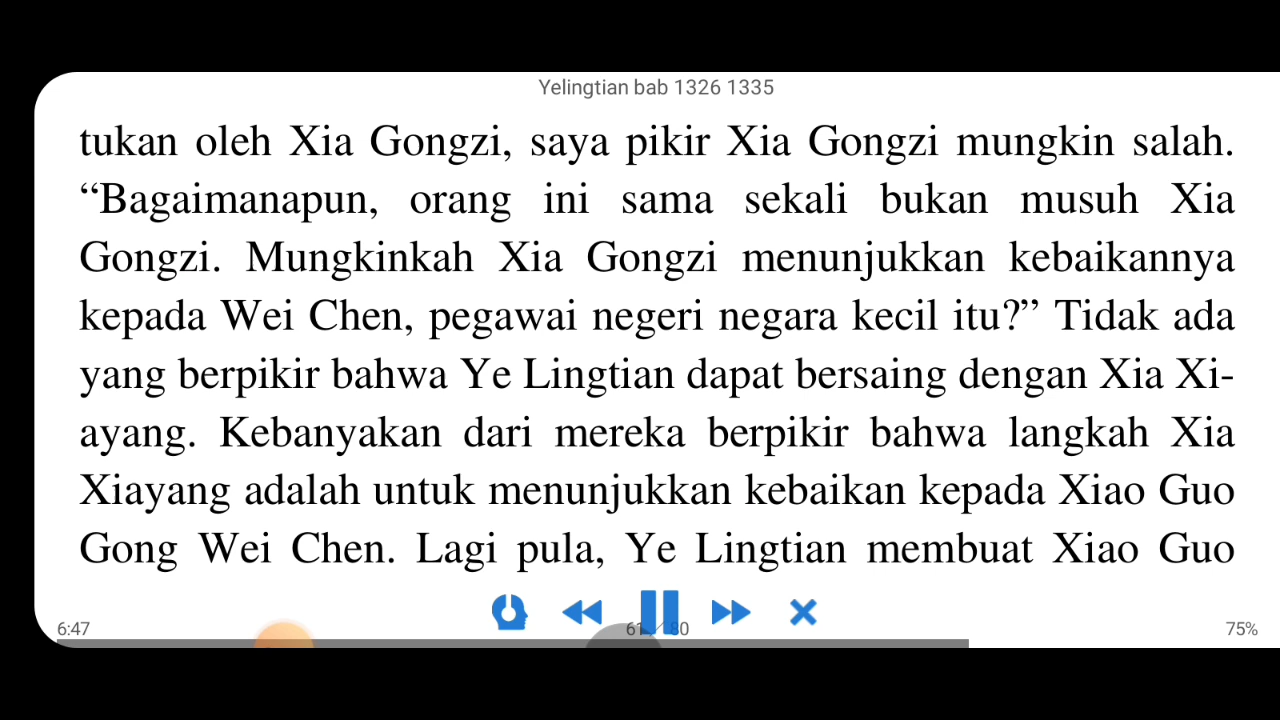 Yelingtian bab 1326 1335
tukan oleh Xia Gongzi, saya pikir Xia Gongzi mungkin salah.
“Bagaimanapun, orang ini sama sekali bukan musuh Xia
Gongzi. Mungkinkah Xia Gongzi menunjukkan kebaikannya
kepada Wei Chen, pegawai negeri negara kecil itu?” Tidak ada
yang berpikir bahwa Ye Lingtian dapat bersaing dengan Xia Xi-
ayang. Kebanyakan dari mereka berpikir bahwa langkah Xia
Xiayang adalah untuk menunjukkan kebaikan kepada Xiao Guo
Gong Wei Chen. Lagi pula, Ye Lingtian membuat Xiao Guo
6:47 75%